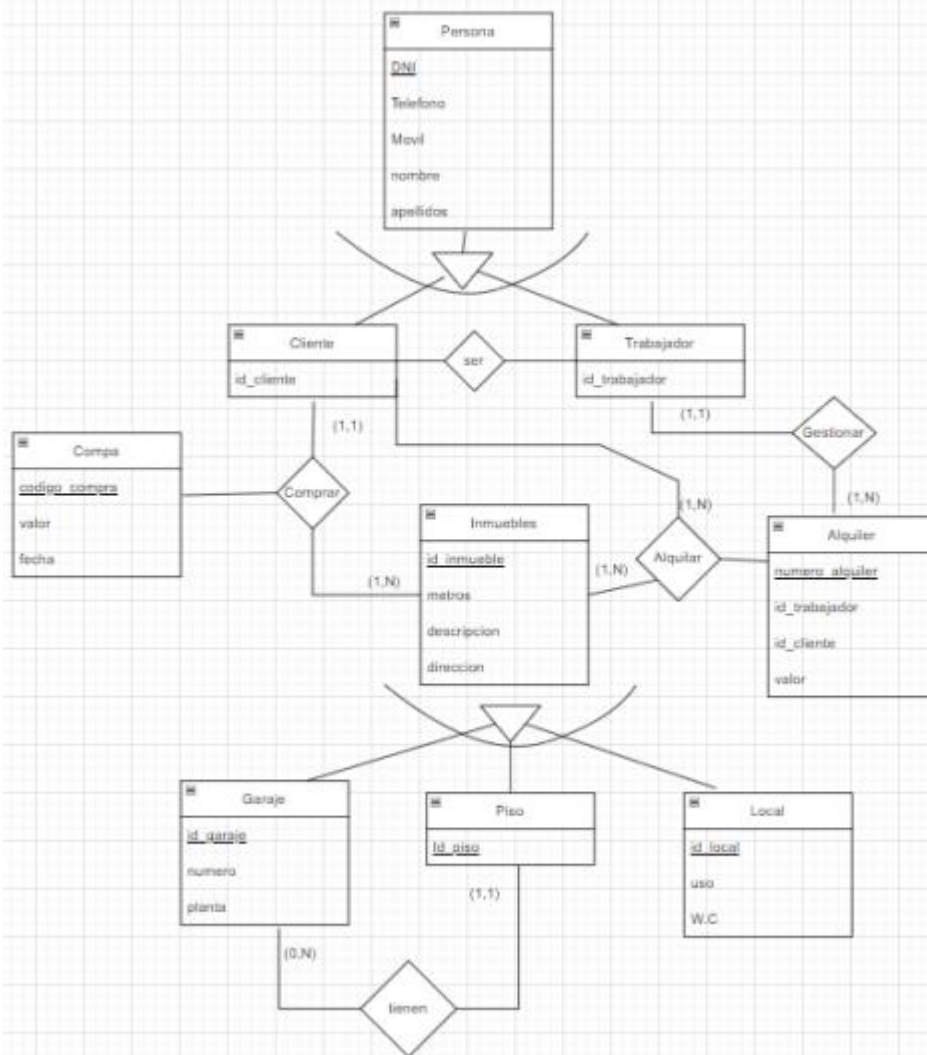 Persona
DNI
Telefono
Movil
nombre
apellidos
Cliente
id_cliente
ser
Trabajador
id_trabajador
(1,1)
(1,1)
Gestionar
Compa
codigo_compra
valor
fecha
Comprar
(1,N)
Inmuebles
id_inmueble
metros
descripcion
direccion
(1,N)
(1,N)
Alquilar
(1,N)
Alquiler
numero_alquiler
id_trabajador
id_cliente
valor
Garaje
id_garaje
numero
planta
Piso
Id_piso
Local
id_local
uso
W.C
(1,1)
(0,N)
tienen